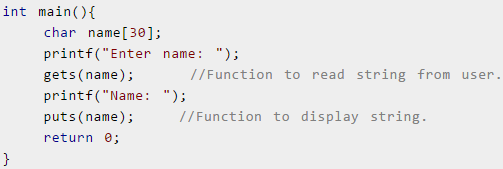 int main(){
char name[30];
printf("Enter name: ");
gets(name); //Function to read string from user.
printf("Name: ");
puts(name); //Function to display string.
return 0;
}